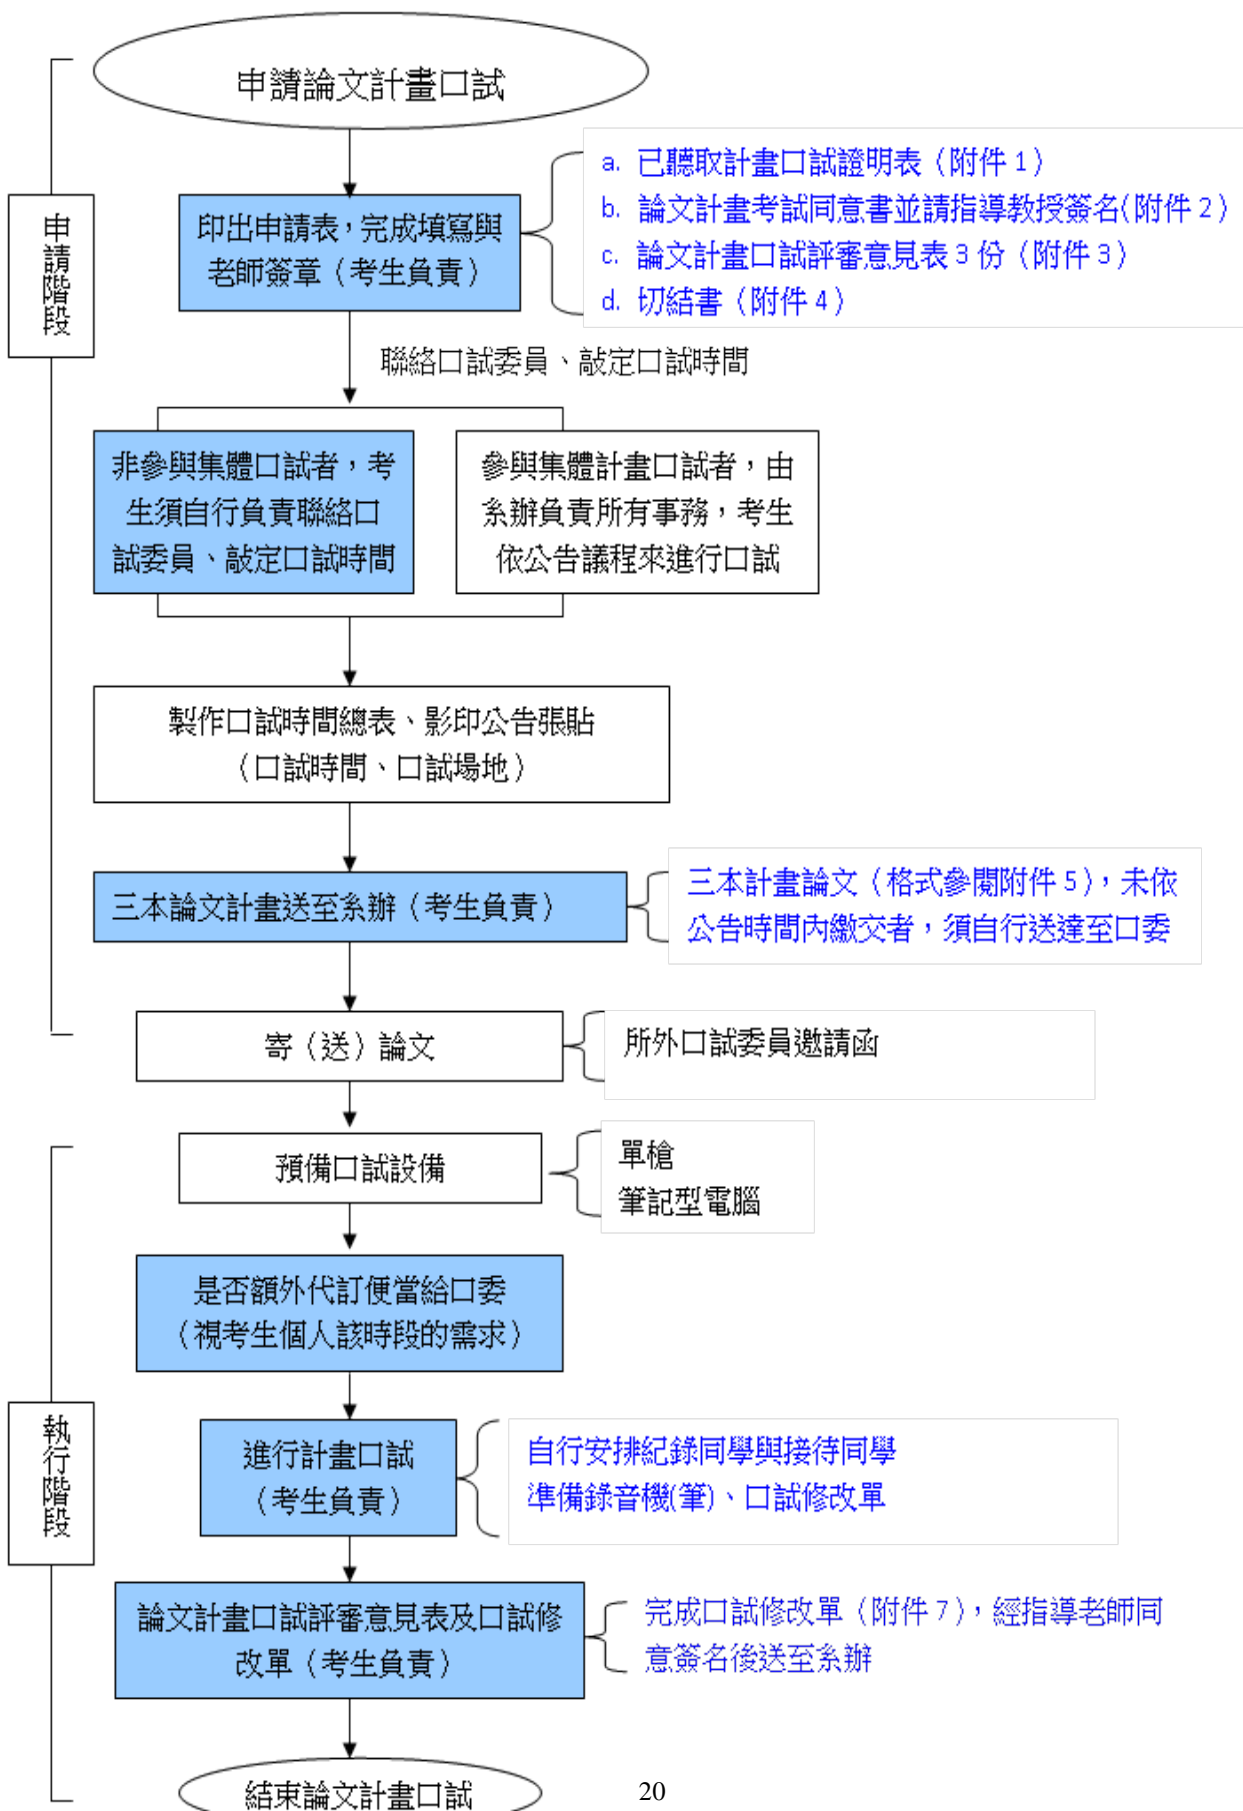 申請論文計畫口試
申請階段
印出申請表，完成填寫與
老師簽章（考生負責）
a. 已聽取計畫口試證明表（附件 1）
b. 論文計畫考試同意書並請指導教授簽名(附件 2)
c. 論文計畫口試評審意見表 3 份（附件 3）
d. 切結書（附件 4）
聯絡口試委員、敲定口試時間
非參與集體口試者，考
生須自行負責聯絡口
試委員、敲定口試時間
參與集體計畫口試者，由
系辦負責所有事務，考生
依公告議程來進行口試
製作口試時間總表、影印公告張貼
（口試時間、口試場地）
三本論文計畫送至系辦（考生負責）
三本計畫論文（格式參閱附件 5），未依
公告時間內繳交者，須自行送達至口委
寄（送）論文
所外口試委員邀請函
預備口試設備
單槍
筆記型電腦
是否額外代訂便當給口委
（視考生個人該時段的需求）
執行階段
進行計畫口試
（考生負責）
自行安排紀錄同學與接待同學
準備錄音機(筆)、口試修改單
論文計畫口試評審意見表及口試修
改單（考生負責）
完成口試修改單（附件 7），經指導老師同
意簽名後送至系辦
結束論文計畫口試
20